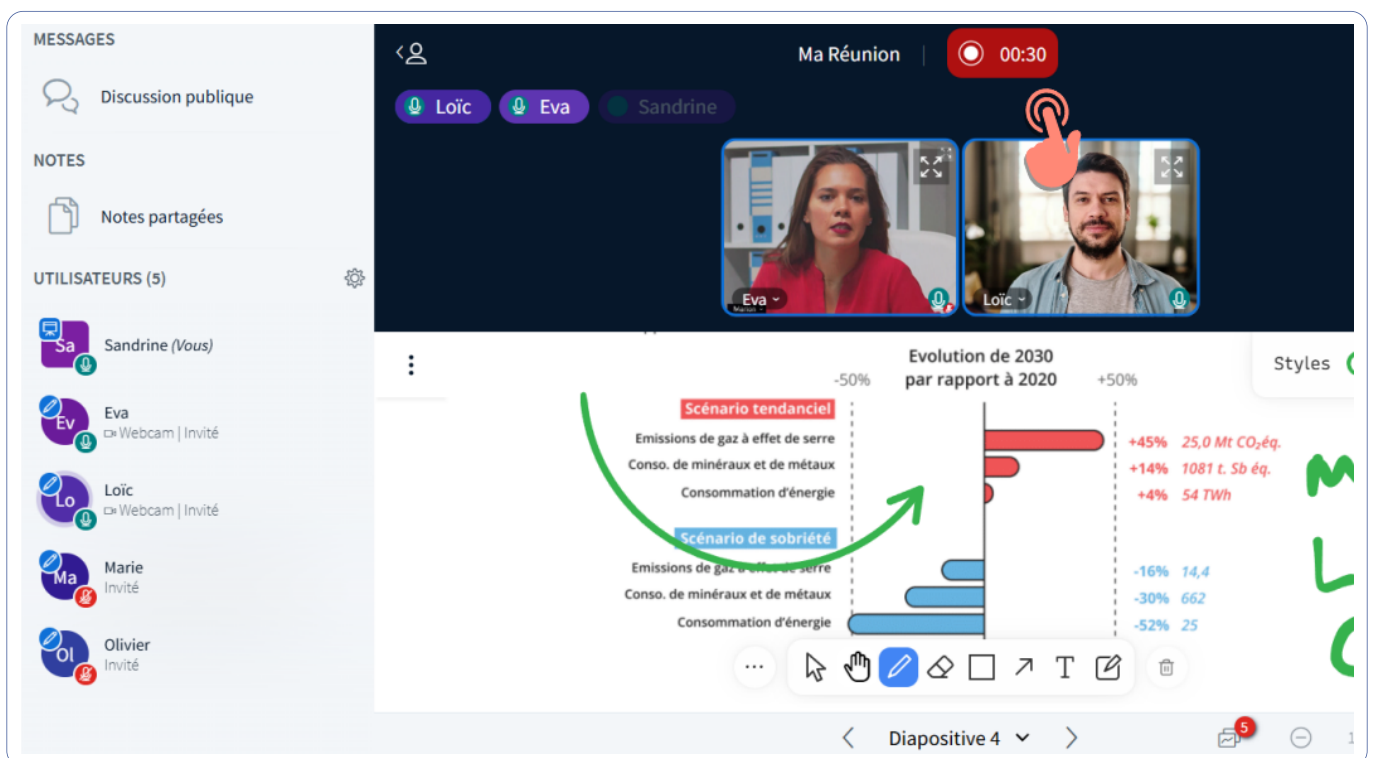 MESSAGES
Discussion publique
NOTES
Notes partagées
UTILISATEURS (5)
Sa
Sandrine (Vous)
Ev
Eva
Webcam | Invité
Lo
Loïc
Webcam | Invité
Ma
Marie
Invité
Ol
Olivier
Invité
Ma Réunion
00:30
Loïc
Eva
Sandrine
Eva
Marion
Loïc
Styles
Evolution de 2030
par rapport à 2020
-50%
+50%
Scénario tendanciel
Emissions de gaz à effet de serre
+45% 25,0 Mt CO₂éq.
Conso. de minéraux et de métaux
+14% 1081 t. Sb éq.
Consommation d'énergie
+4% 54 TWh
Scénario de sobriété
Emissions de gaz à effet de serre
-16% 14,4
Conso. de minéraux et de métaux
-30% 662
Consommation d'énergie
-52% 25
M
L
T
Diapositive 4
5